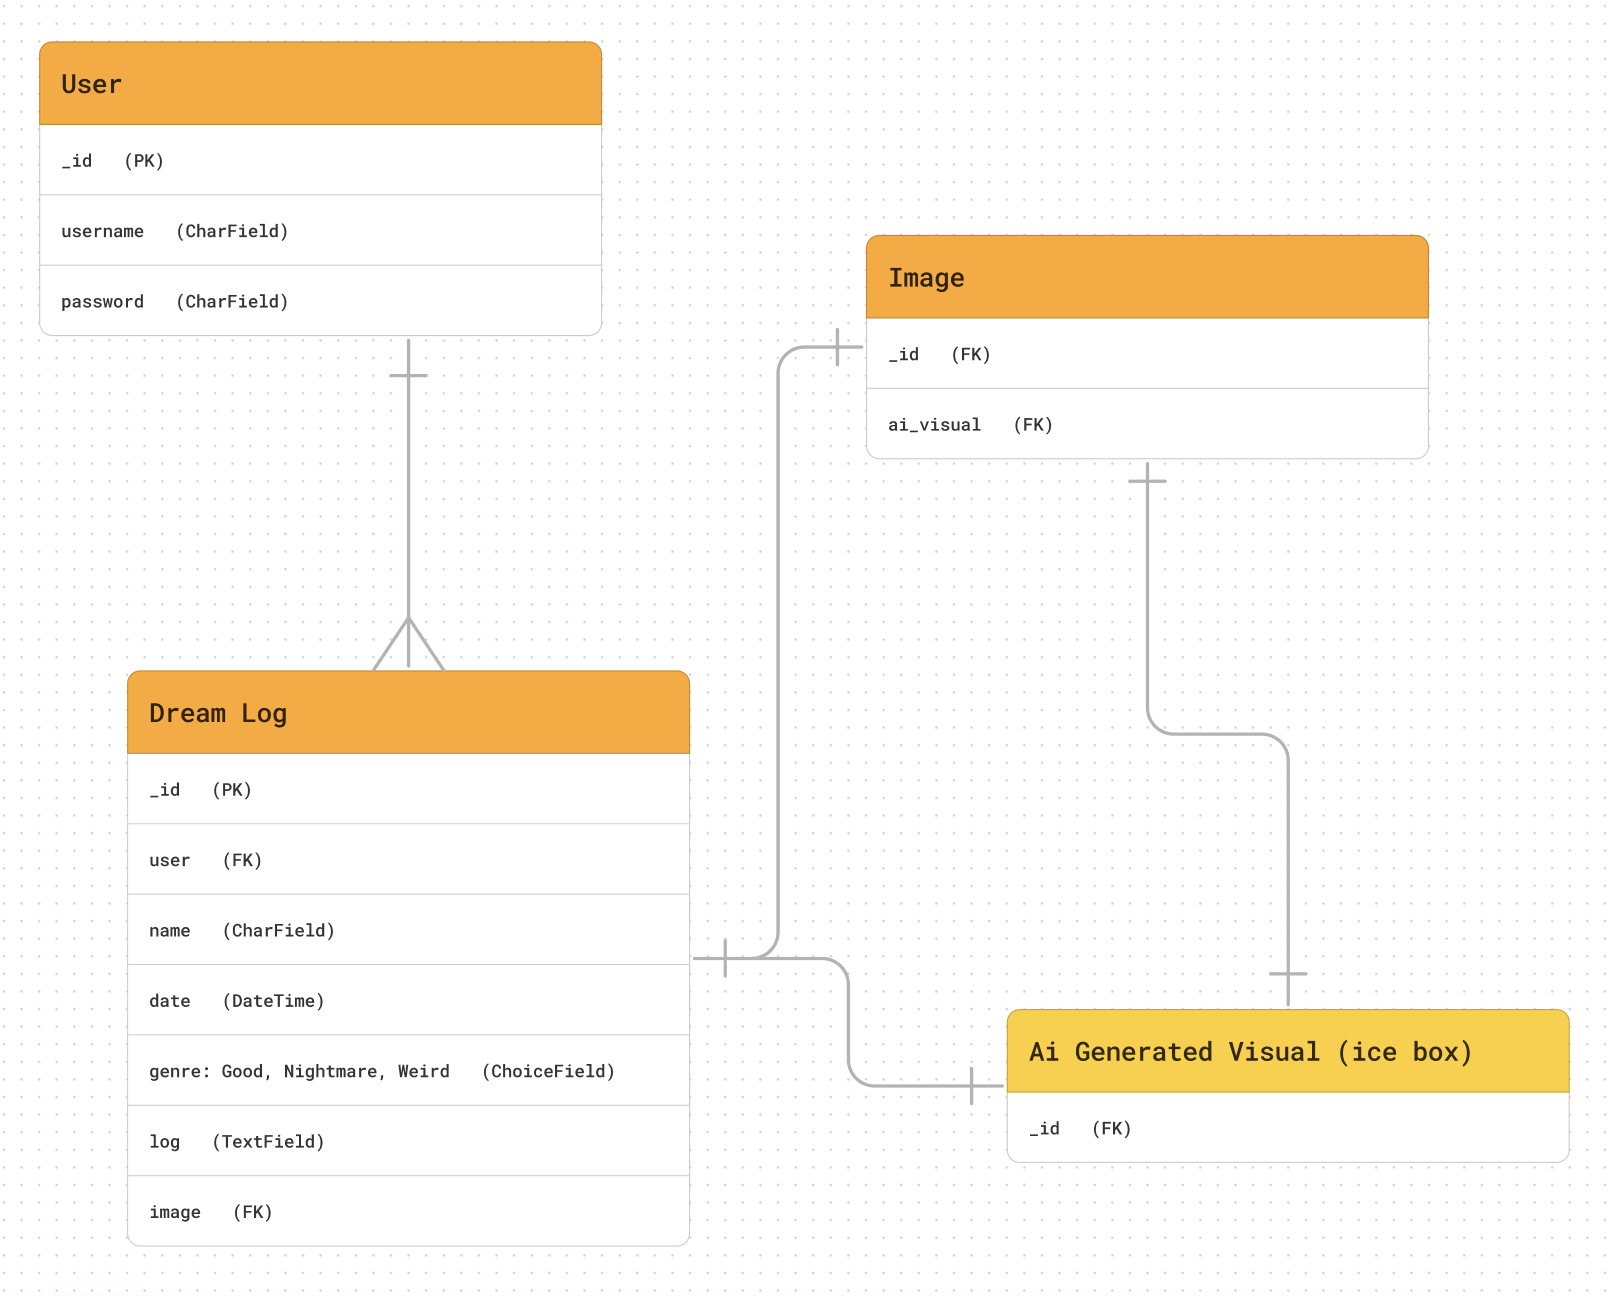 User
_id (PK)
username (CharField)
password (CharField)
Image
_id (FK)
ai_visual (FK)
Dream Log
_id (PK)
user (FK)
name (CharField)
date (DateTime)
genre: Good, Nightmare, Weird (ChoiceField)
log (TextField)
image (FK)
Ai Generated Visual (ice box)
_id (FK)